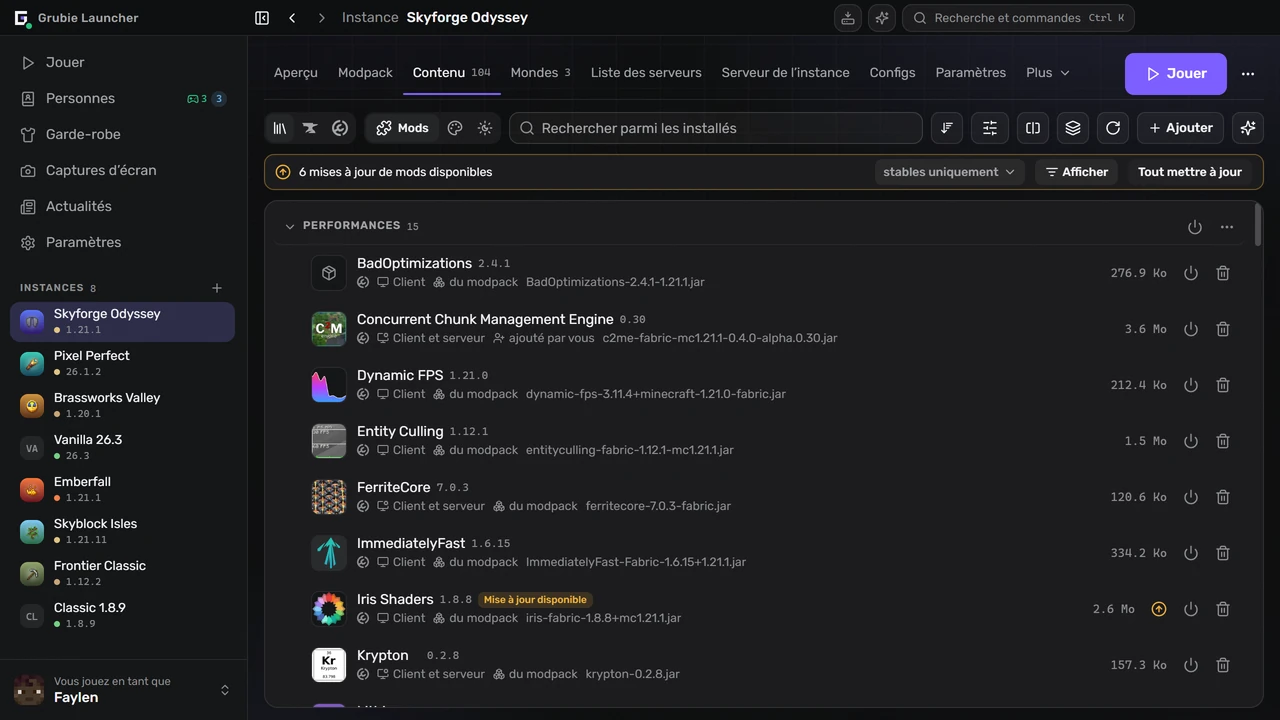 Grubie Launcher
Instance Skyforge Odyssey
Recherche et commandes Ctrl K
Jouer
Personnes 3 3
Garde-robe
Captures d’écran
Actualités
Paramètres
INSTANCES 8
Skyforge Odyssey
1.21.1
Pixel Perfect
26.1.2
Brassworks Valley
1.20.1
VA Vanilla 26.3
26.3
Emberfall
1.21.1
Skyblock Isles
1.21.11
Frontier Classic
1.12.2
CL Classic 1.8.9
1.8.9
Vous jouez en tant que
Faylen
Aperçu Modpack Contenu 104 Mondes 3 Liste des serveurs Serveur de l’instance Configs Paramètres Plus
Jouer
Mods
Rechercher parmi les installés
Ajouter
6 mises à jour de mods disponibles
stables uniquement
Afficher
Tout mettre à jour
PERFORMANCES 15
BadOptimizations 2.4.1
Client du modpack BadOptimizations-2.4.1-1.21.1.jar
276.9 Ko
Concurrent Chunk Management Engine 0.30
Client et serveur ajouté par vous c2me-fabric-mc1.21.1-0.4.0-alpha.0.30.jar
3.6 Mo
Dynamic FPS 1.21.0
Client du modpack dynamic-fps-3.11.4+minecraft-1.21.0-fabric.jar
212.4 Ko
Entity Culling 1.12.1
Client du modpack entityculling-fabric-1.12.1-mc1.21.1.jar
1.5 Mo
FerriteCore 7.0.3
Client et serveur du modpack ferritecore-7.0.3-fabric.jar
120.6 Ko
ImmediatelyFast 1.6.15
Client du modpack ImmediatelyFast-Fabric-1.6.15+1.21.1.jar
334.2 Ko
Iris Shaders 1.8.8 Mise à jour disponible
Client du modpack iris-fabric-1.8.8+mc1.21.1.jar
2.6 Mo
Kr
Krypton
Krypton 0.2.8
Client et serveur du modpack krypton-0.2.8.jar
157.3 Ko